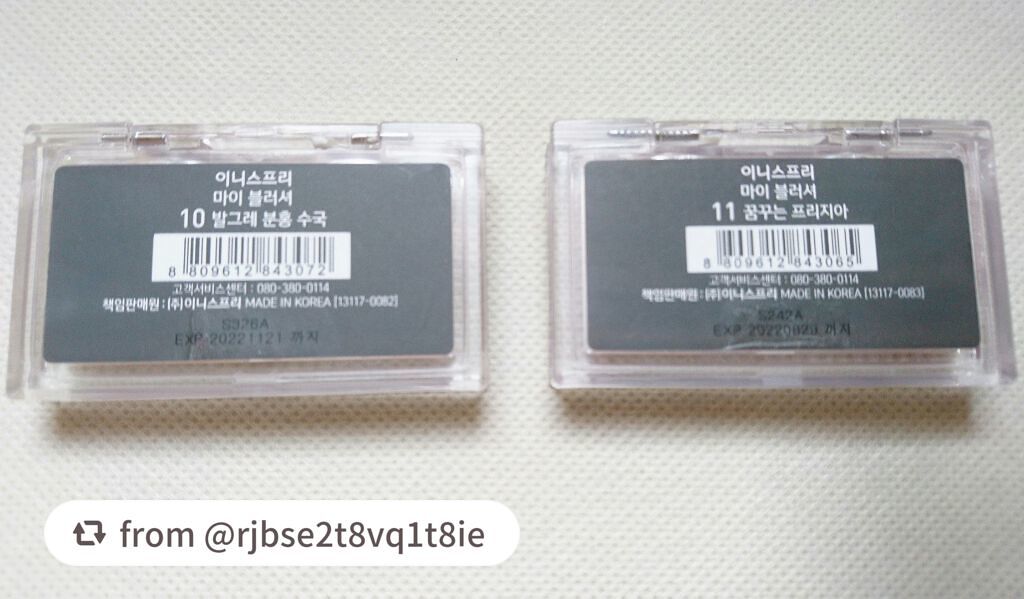 이니스프리
마이 블러셔
10 발그레 분홍 수국
8 809612 843072
고객서비스센터 : 080-380-0114
책임판매원 : (주)이니스프리 MADE IN KOREA [13117-0082]
S326A
EXP 20221121 까지
이니스프리
마이 블러셔
11 꿈꾸는 프리지아
8 809612 843065
고객서비스센터 : 080-380-0114
책임판매원 : (주)이니스프리 MADE IN KOREA [13117-0083]
S242A
EXP 20220829 까지
from @rjbse2t8vq1t8ie